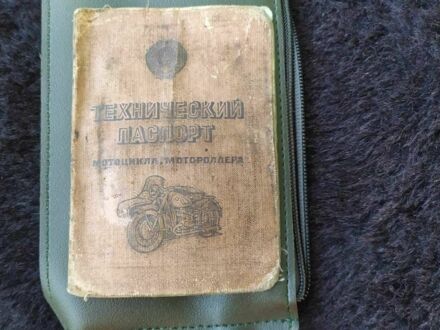 ТЕХНИЧЕСКИЙ
ПАСПОРТ
МОТОЦИКЛА, МОТОРОЛЛЕРА